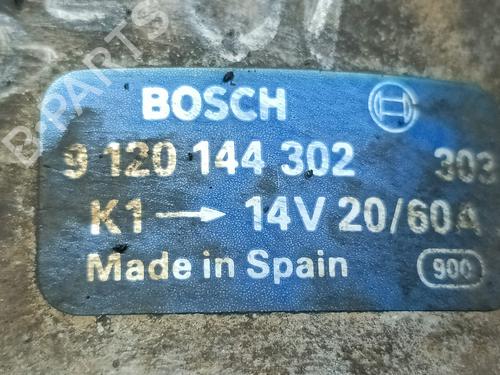 B-PARTS
BOSCH
9 120 144 302 303
K1 → 14V 20/60A
Made in Spain 900